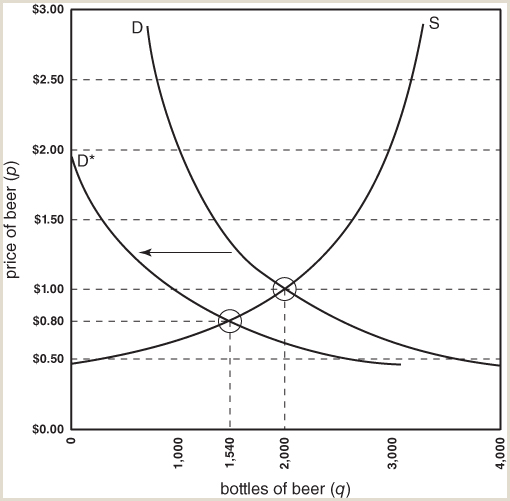 $3.00
$2.50
$2.00
$1.50
$1.00
$0.80
$0.50
$0.00
price of beer (p)
D
S
D*
0
1,000
1,540
2,000
3,000
4,000
bottles of beer (q)